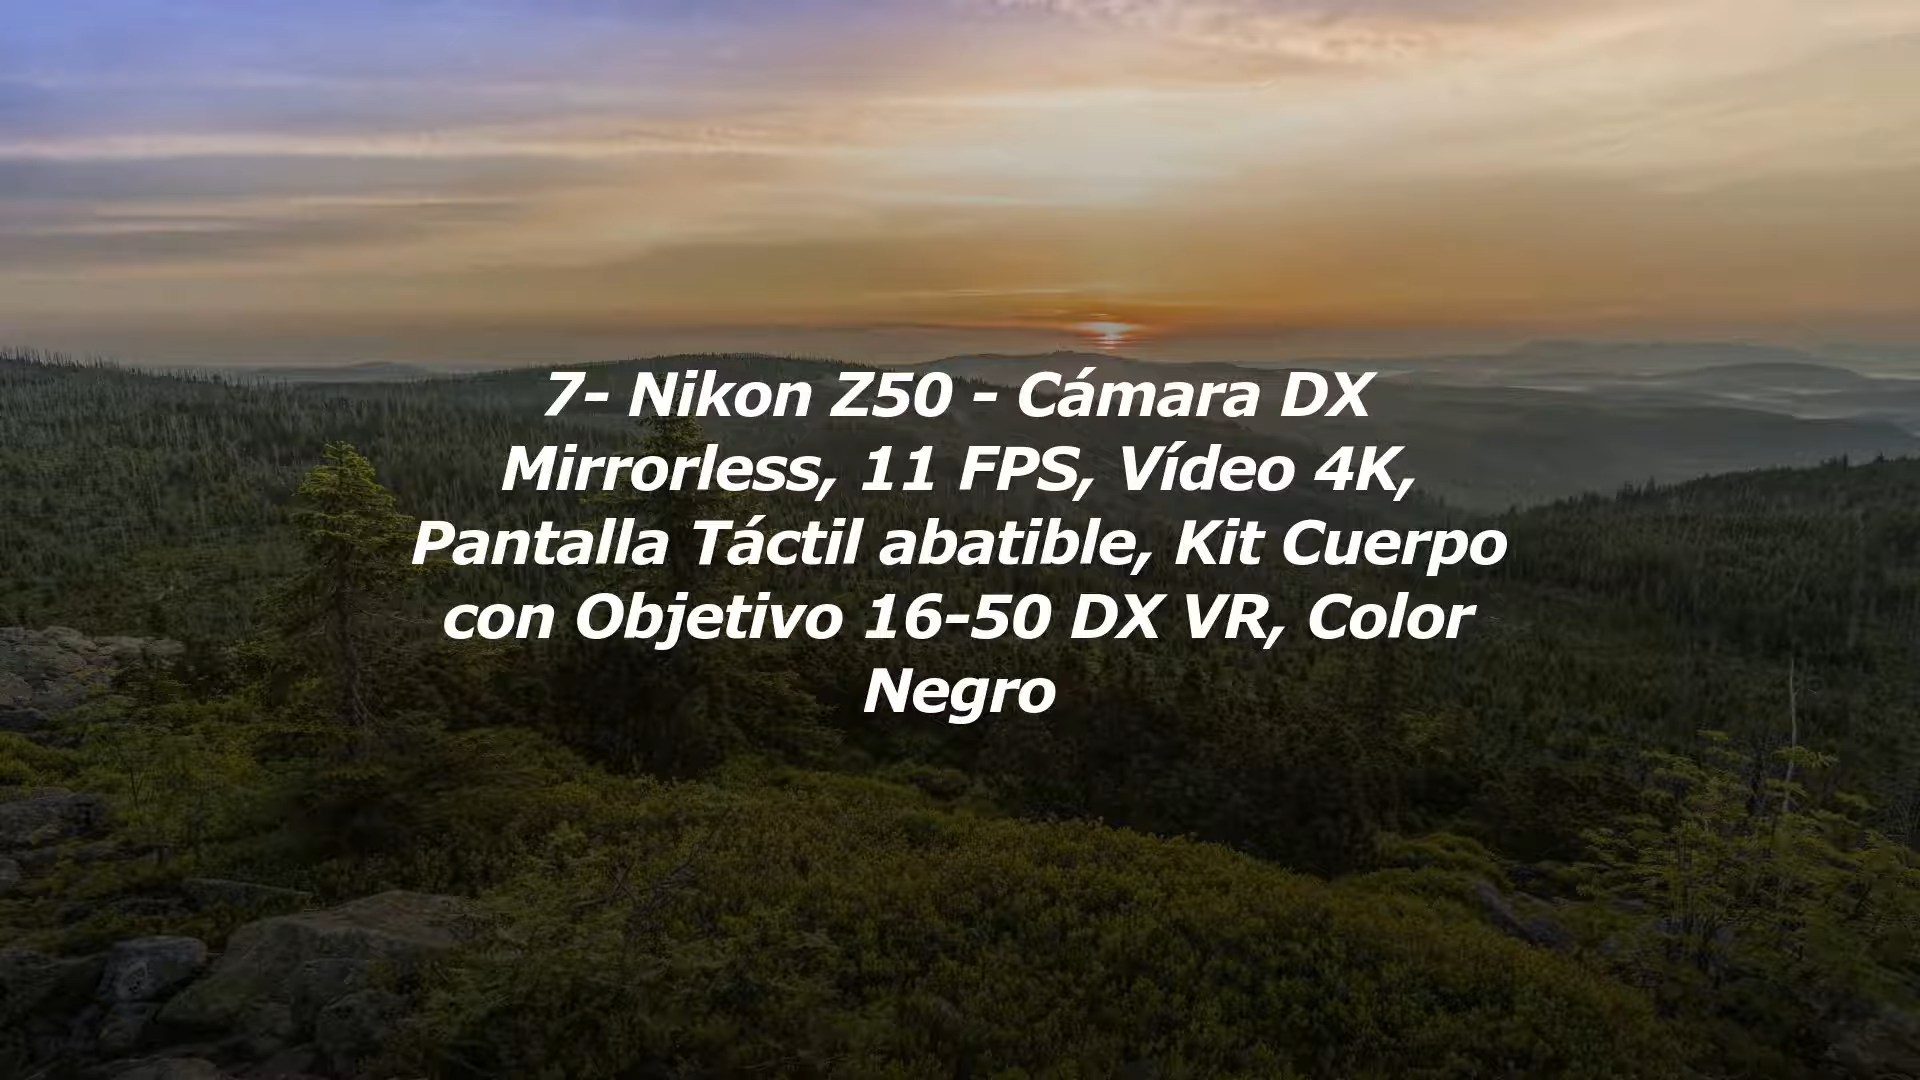 7- Nikon Z50 - Cámara DX
Mirrorless, 11 FPS, Vídeo 4K,
Pantalla Táctil abatible, Kit Cuerpo
con Objetivo 16-50 DX VR, Color
Negro